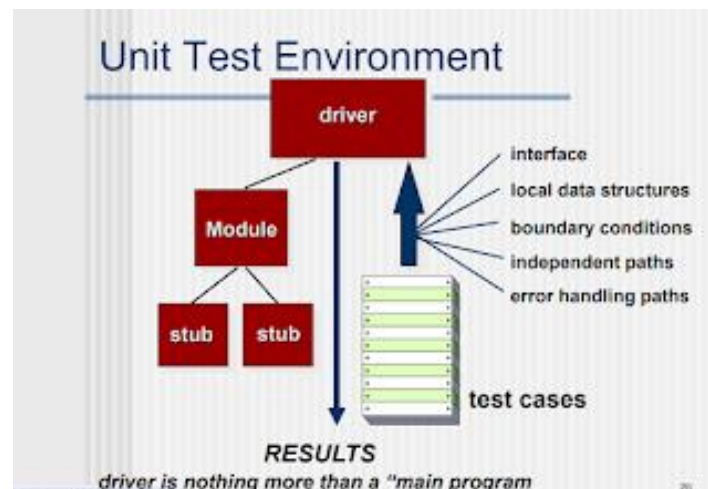 Unit Test Environment
driver
interface
local data structures
Module
boundary conditions
independent paths
error handling paths
stub stub
test cases
RESULTS
driver is nothing more than a "main program